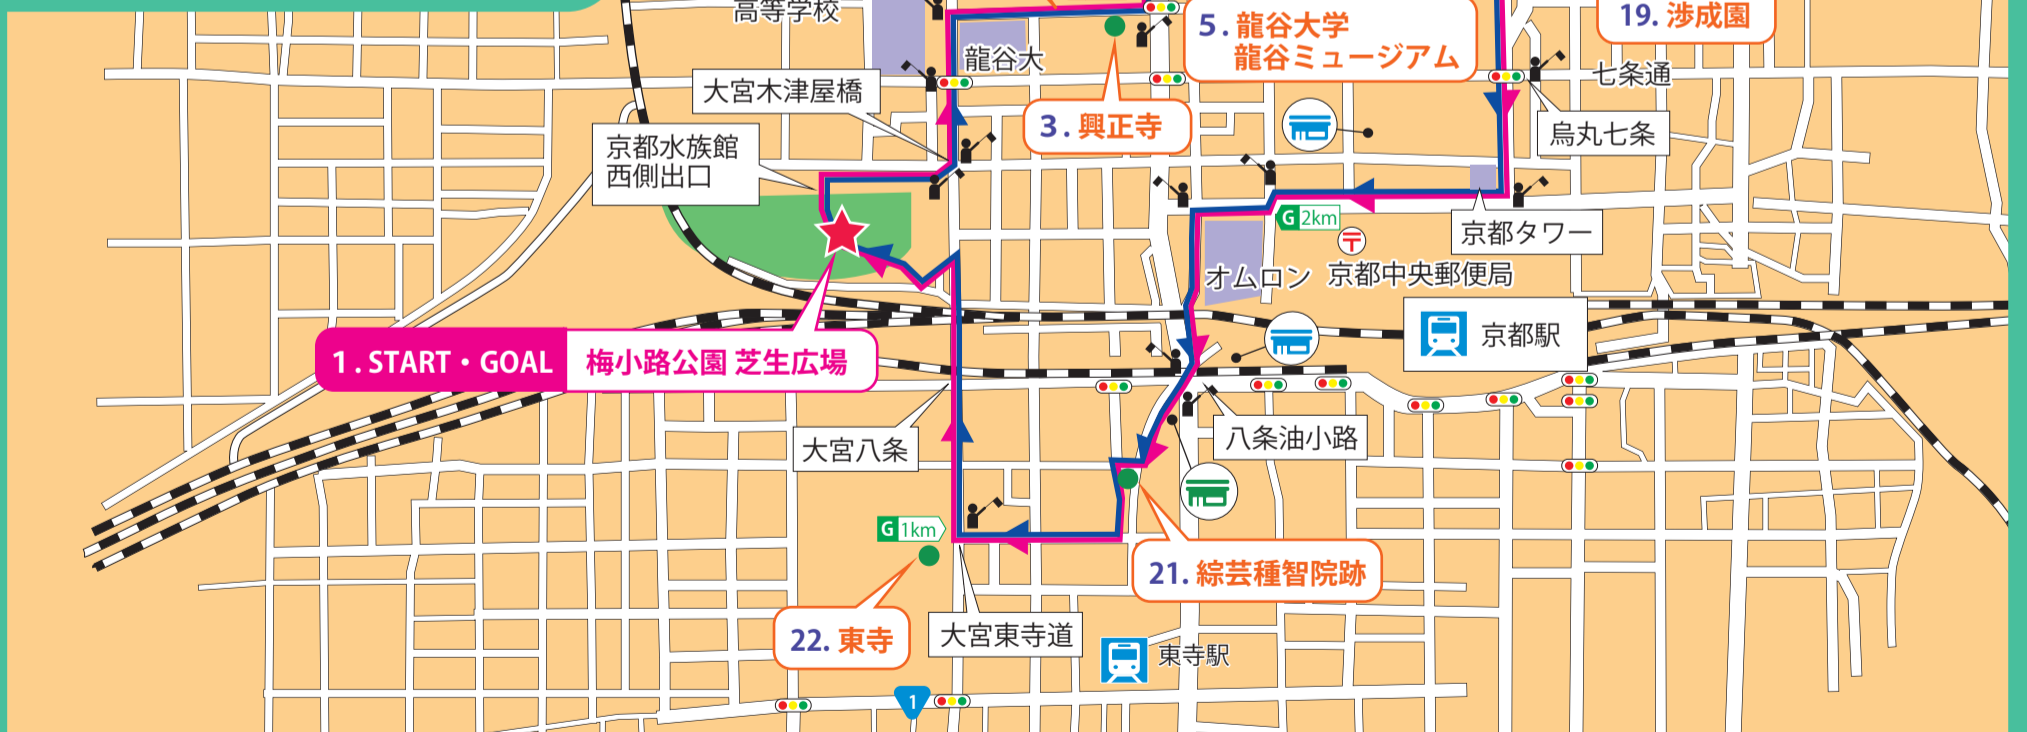 高等学校
龍谷大
5. 龍谷大学
龍谷ミュージアム
19. 渉成園
大宮木津屋橋
七条通
3. 興正寺
烏丸七条
京都水族館
西側出口
G 2km
京都タワー
オムロン
京都中央郵便局
京都駅
1. START・GOAL 梅小路公園 芝生広場
大宮八条
八条油小路
G 1km
21. 綜芸種智院跡
22. 東寺
大宮東寺道
東寺駅
1